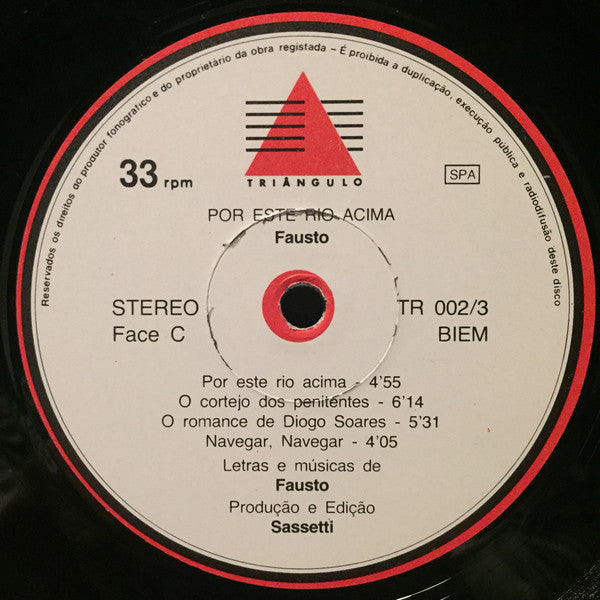 Reservados os direitos do produtor fonográfico e do proprietário da obra registada - É proibida a duplicação, execução pública e radiodifusão deste disco
TRIÂNGULO
33 rpm
SPA
POR ESTE RIO ACIMA
Fausto
STEREO
TR 002/3
Face C
BIEM
Por este rio acima - 4'55
O cortejo dos penitentes - 6'14
O romance de Diogo Soares - 5'31
Navegar, Navegar - 4'05
Letras e músicas de
Fausto
Produção e Edição
Sassetti